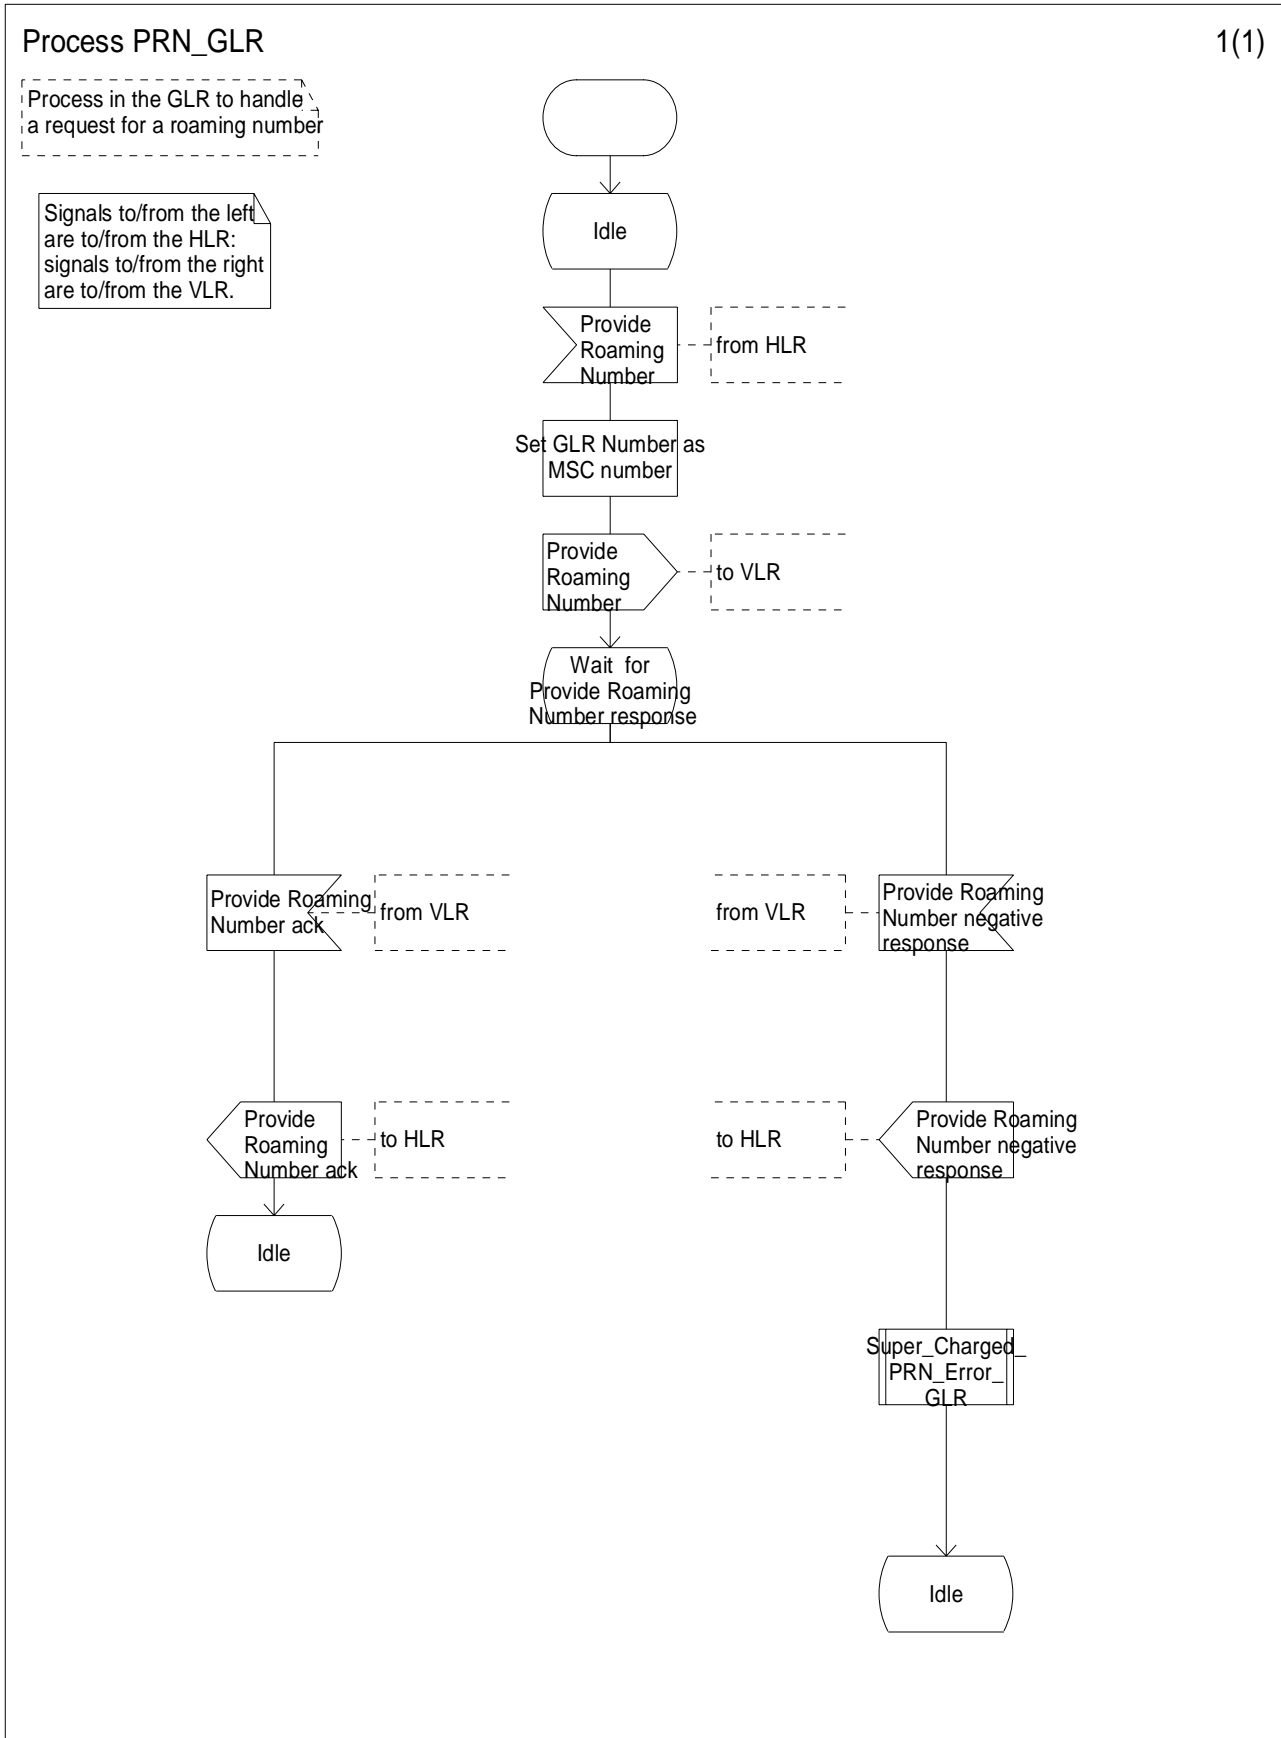 Process PRN_GLR
1(1)
Process in the GLR to handle
a request for a roaming number
Signals to/from the left
are to/from the HLR:
signals to/from the right
are to/from the VLR.
Idle
Provide
Roaming
Number
from HLR
Set GLR Number as
MSC number
Provide
Roaming
Number
to VLR
Wait for
Provide Roaming
Number response
Provide Roaming
Number ack
from VLR
from VLR
Provide Roaming
Number negative
response
Provide
Roaming
Number ack
to HLR
to HLR
Provide Roaming
Number negative
response
Idle
Super_Charged_
PRN_Error_
GLR
Idle